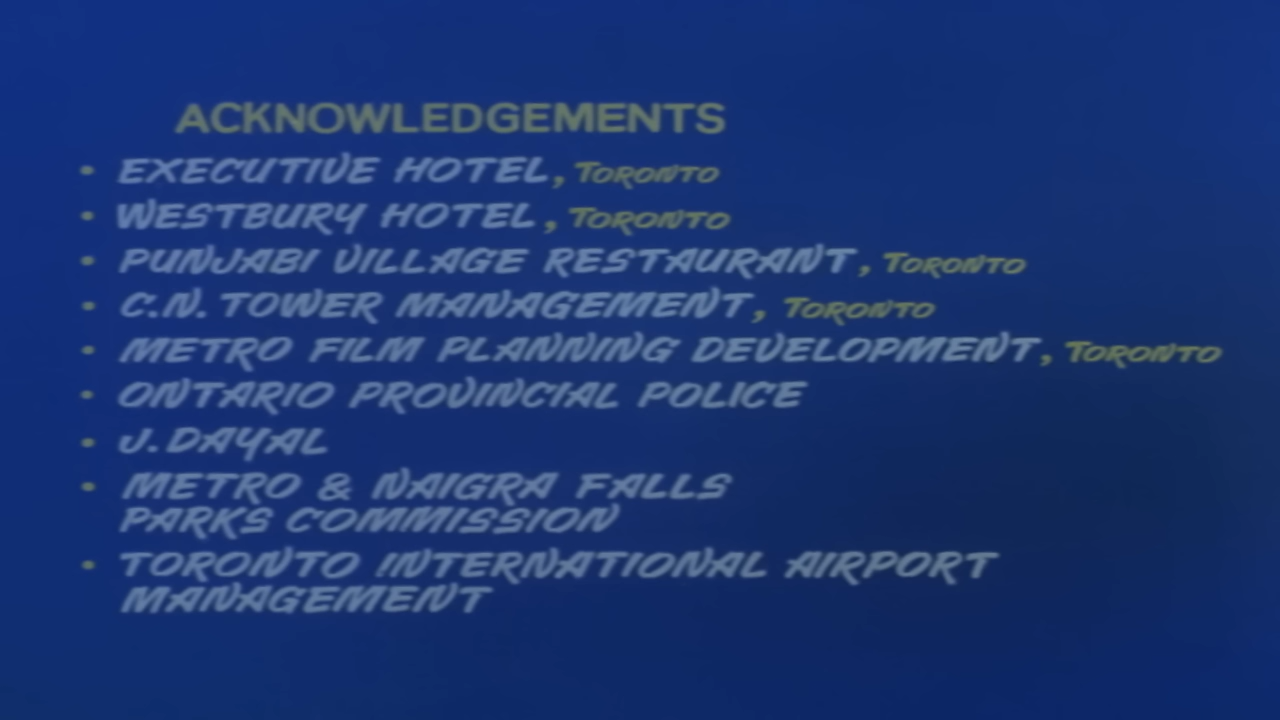 ACKNOWLEDGEMENTS
• EXECUTIVE HOTEL, TORONTO
• WESTBURY HOTEL, TORONTO
• PUNJABI VILLAGE RESTAURANT, TORONTO
• C.N. TOWER MANAGEMENT, TORONTO
• METRO FILM PLANNING DEVELOPMENT, TORONTO
• ONTARIO PROVINCIAL POLICE
• J. DAYAL
• METRO & NAIGRA FALLS
PARKS COMMISSION
• TORONTO INTERNATIONAL AIRPORT
MANAGEMENT